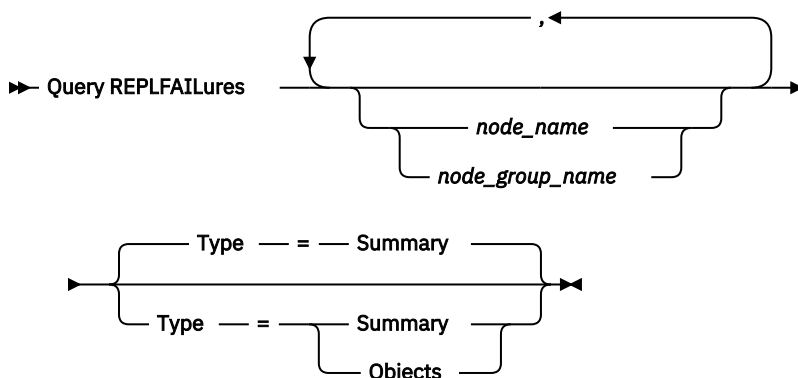 ,
Query REPLFAILures
node_name
node_group_name
Type = Summary
Type = Summary
Objects